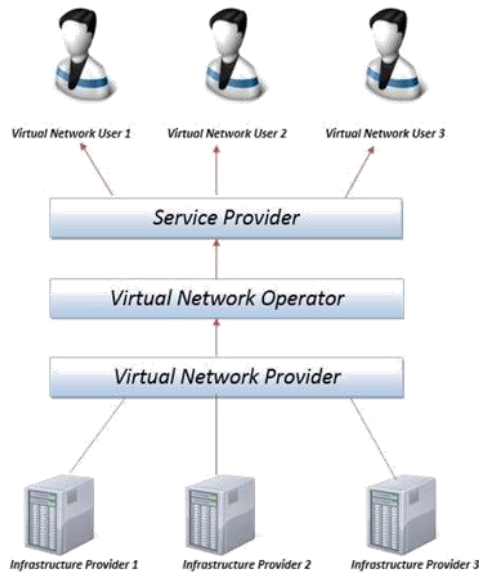 Virtual Network User 1
Virtual Network User 2
Virtual Network User 3
Service Provider
Virtual Network Operator
Virtual Network Provider
Infrastructure Provider 1
Infrastructure Provider 2
Infrastructure Provider 3